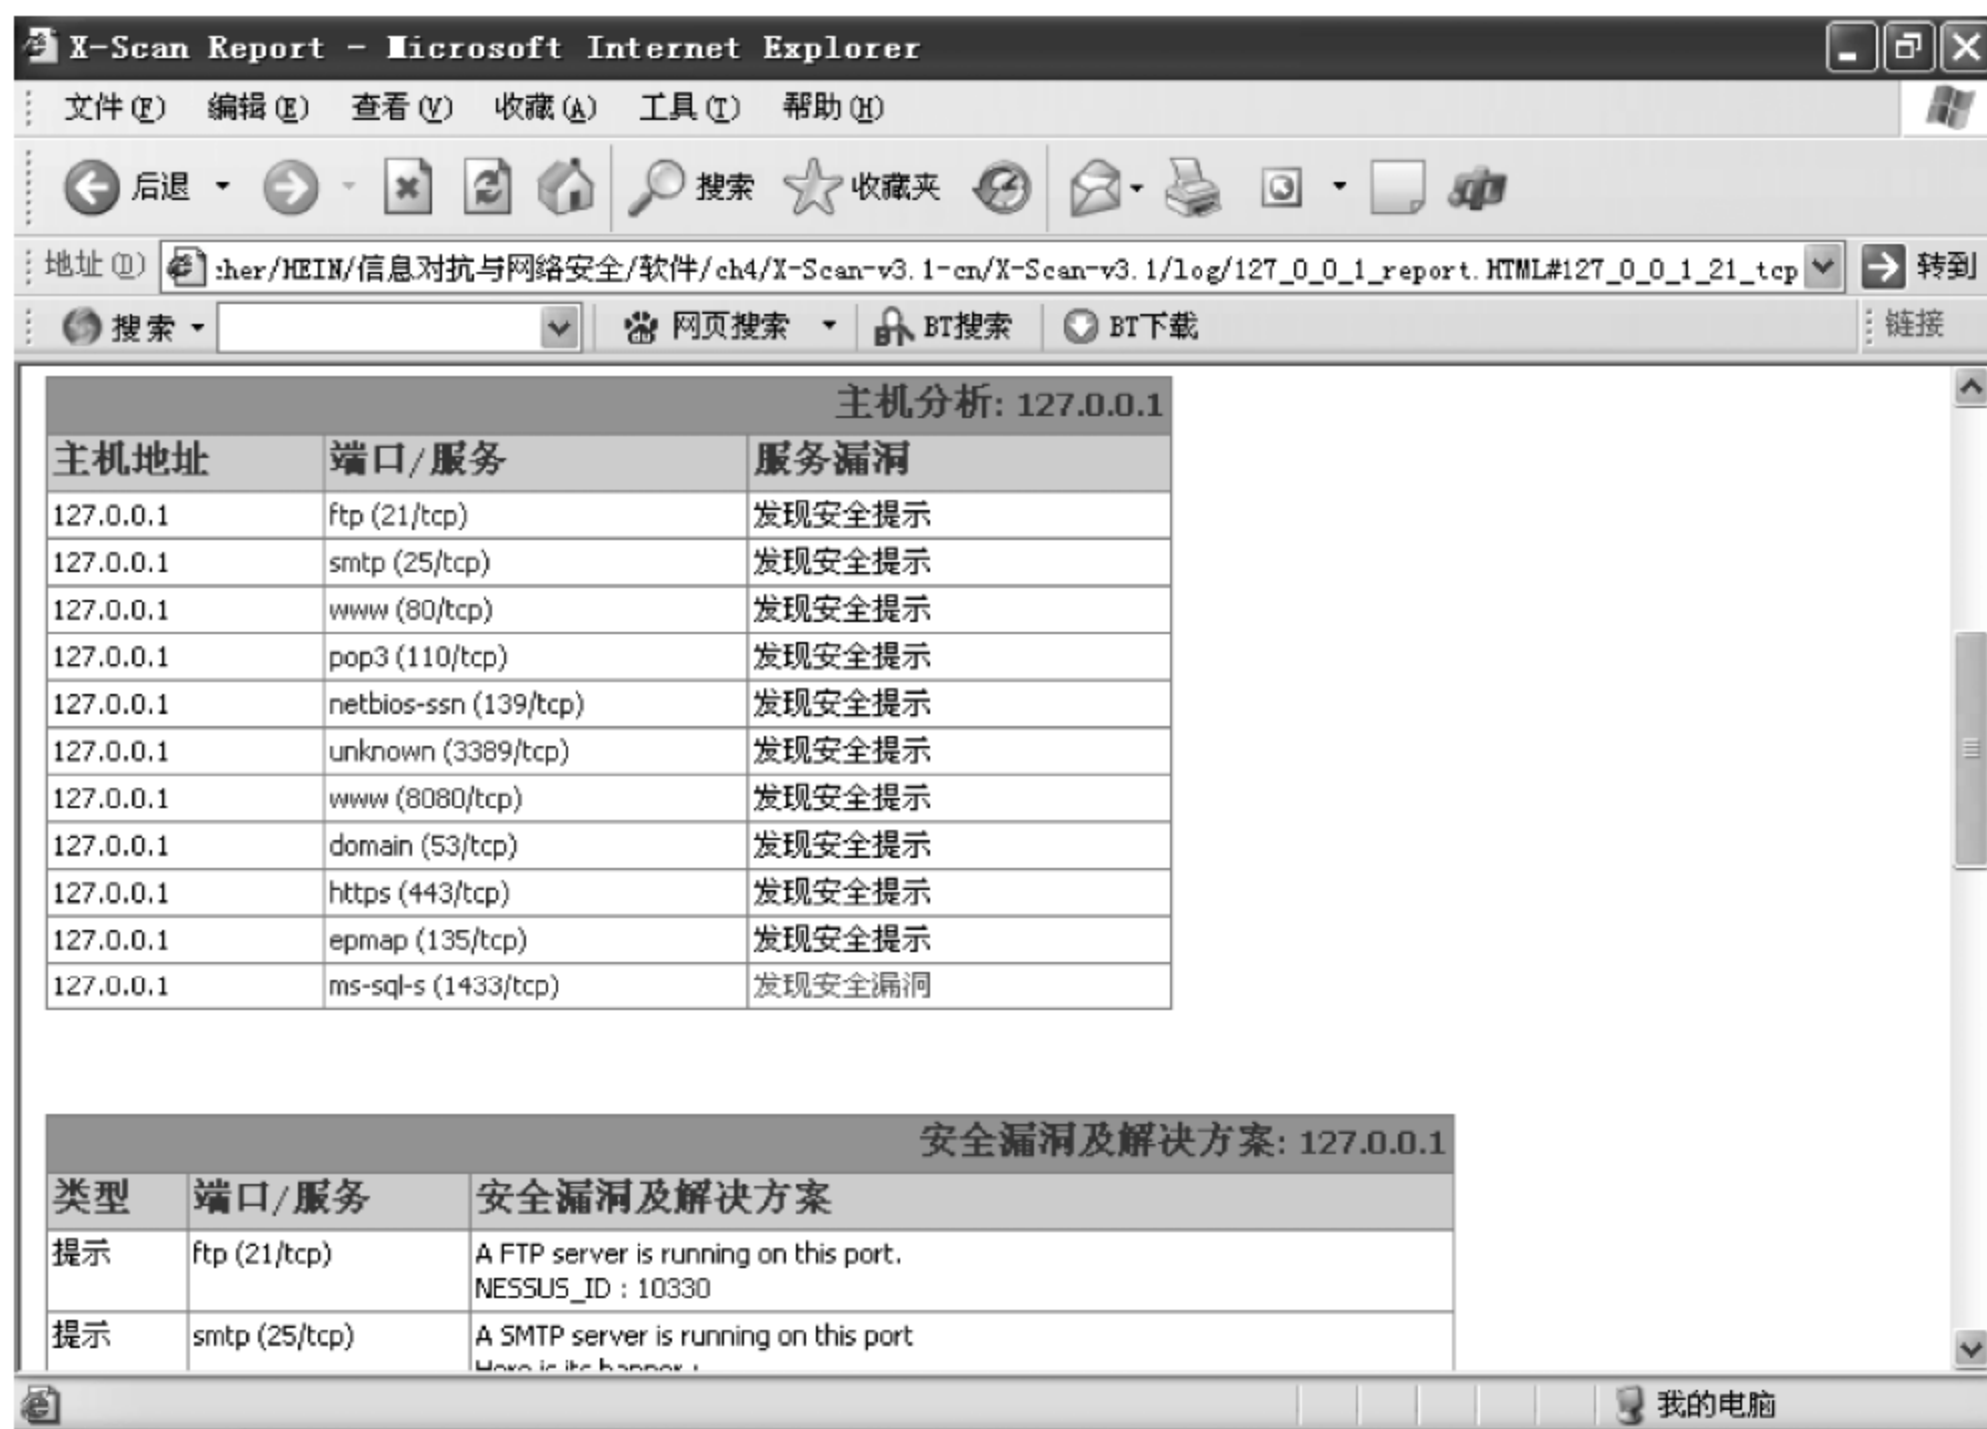 X-Scan Report - Microsoft Internet Explorer
文件(F) 编辑(E) 查看(V) 收藏(A) 工具(T) 帮助(H)
后退 搜索 收藏夹
地址(D) :her/HEIN/信息对抗与网络安全/软件/ch4/X-Scan-v3.1-cn/X-Scan-v3.1/log/127_0_0_1_report.HTML#127_0_0_1_21_tcp 转到
搜索 网页搜索 BT搜索 BT下载 链接
主机分析: 127.0.0.1
主机地址 端口/服务 服务漏洞
127.0.0.1 ftp (21/tcp) 发现安全提示
127.0.0.1 smtp (25/tcp) 发现安全提示
127.0.0.1 www (80/tcp) 发现安全提示
127.0.0.1 pop3 (110/tcp) 发现安全提示
127.0.0.1 netbios-ssn (139/tcp) 发现安全提示
127.0.0.1 unknown (3389/tcp) 发现安全提示
127.0.0.1 www (8080/tcp) 发现安全提示
127.0.0.1 domain (53/tcp) 发现安全提示
127.0.0.1 https (443/tcp) 发现安全提示
127.0.0.1 epmap (135/tcp) 发现安全提示
127.0.0.1 ms-sql-s (1433/tcp) 发现安全漏洞
安全漏洞及解决方案: 127.0.0.1
类型 端口/服务 安全漏洞及解决方案
提示 ftp (21/tcp) A FTP server is running on this port.
NESSUS_ID : 10330
提示 smtp (25/tcp) A SMTP server is running on this port
Here is its banner :
我的电脑